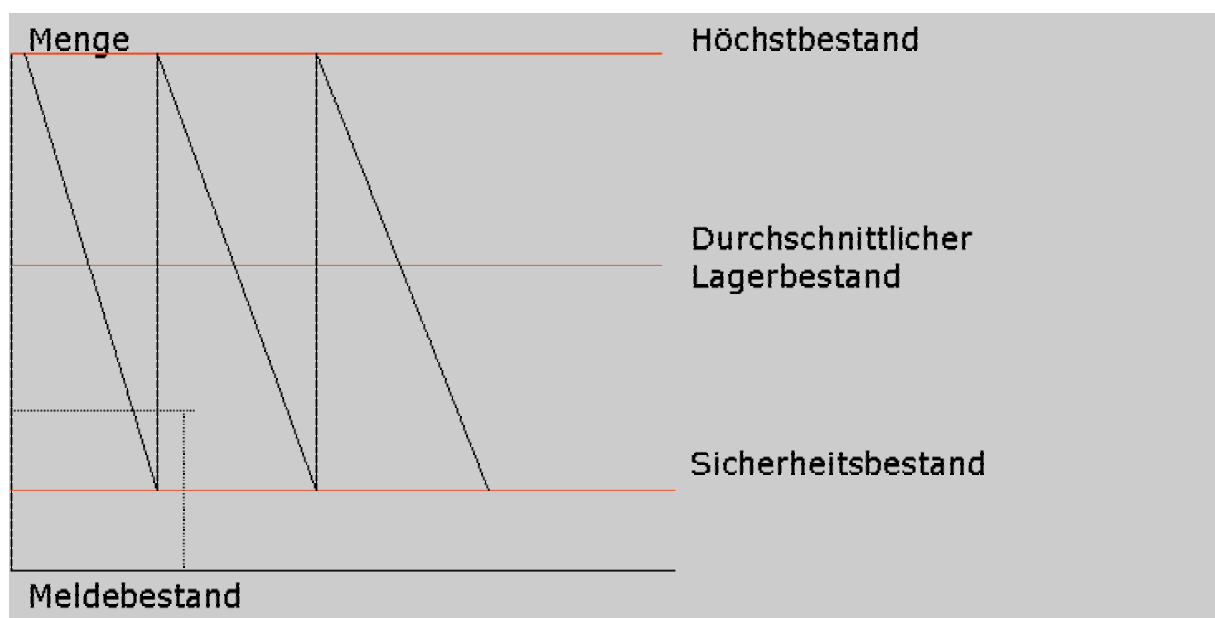 Menge
Höchstbestand
Durchschnittlicher
Lagerbestand
Sicherheitsbestand
Meldebestand